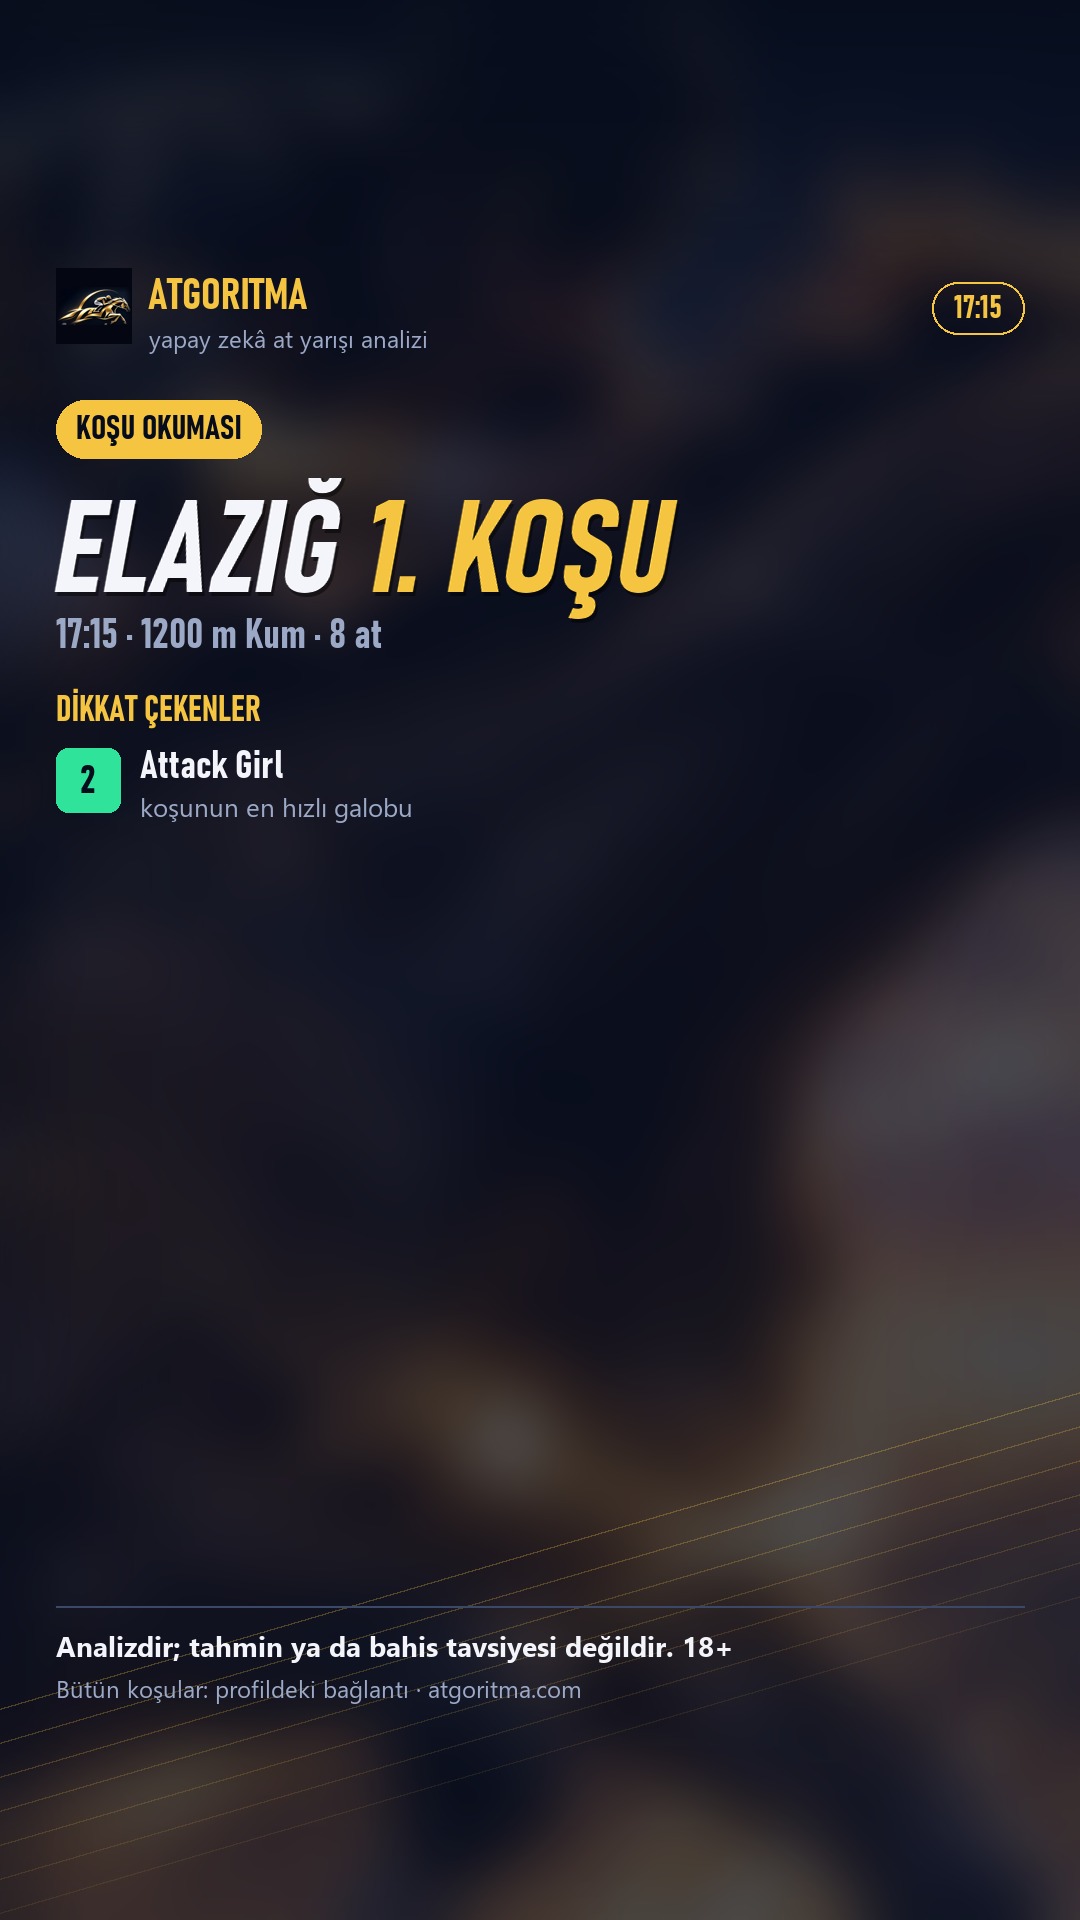 ATGORITMA
yapay zekâ at yarışı analizi
17:15
KOŞU OKUMASI
ELAZIĞ 1. KOŞU
17:15 · 1200 m Kum · 8 at
DİKKAT ÇEKENLER
2
Attack Girl
koşunun en hızlı galobu
Analizdir; tahmin ya da bahis tavsiyesi değildir. 18+
Bütün koşular: profildeki bağlantı · atgoritma.com